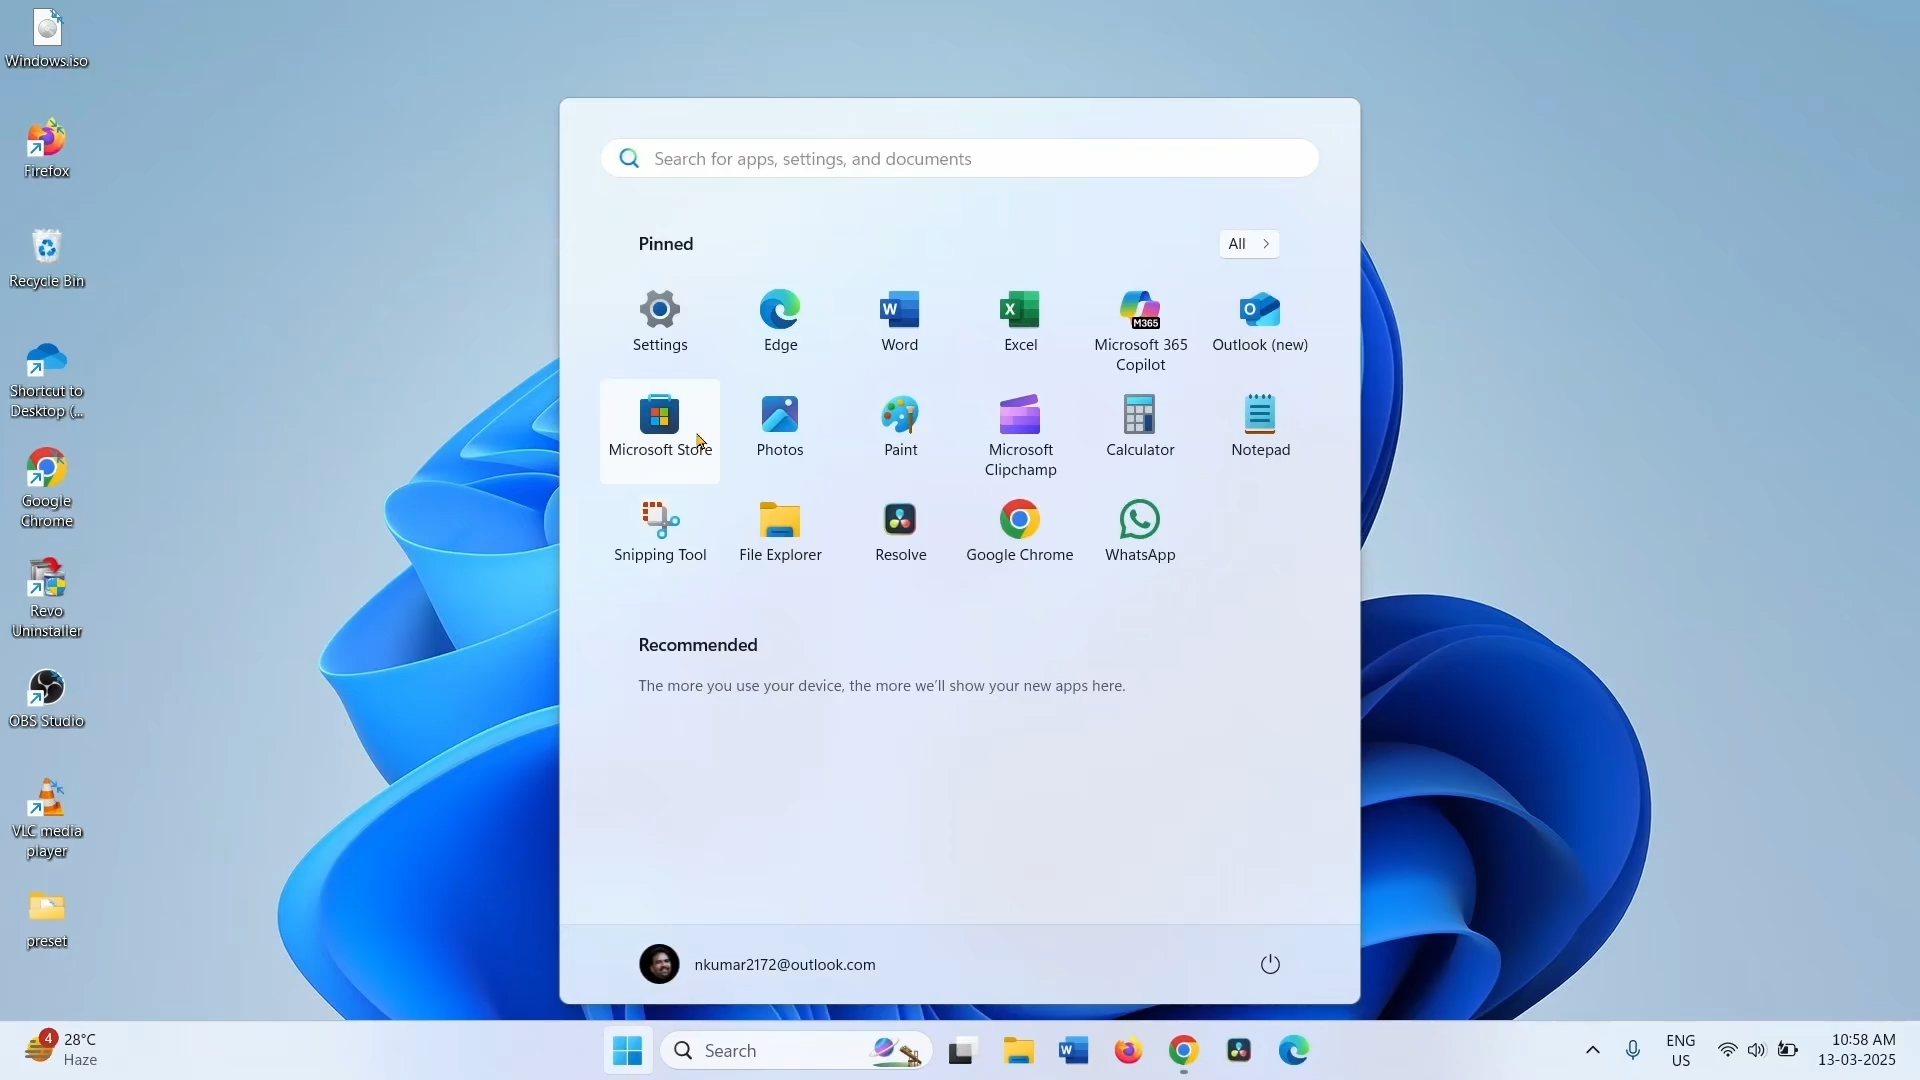 Windows.iso
Firefox
Recycle Bin
Shortcut to
Desktop (...
Google
Chrome
Revo
Uninstaller
OBS Studio
VLC media
player
preset
Search for apps, settings, and documents
Pinned
All
Settings
Edge
Word
Excel
M365
Microsoft 365
Copilot
Outlook (new)
Microsoft Store
Photos
Paint
Microsoft
Clipchamp
Calculator
Notepad
Snipping Tool
File Explorer
Resolve
Google Chrome
WhatsApp
Recommended
The more you use your device, the more we'll show your new apps here.
nkumar2172@outlook.com
4
28°C
Haze
Search
ENG
US
10:58 AM
13-03-2025